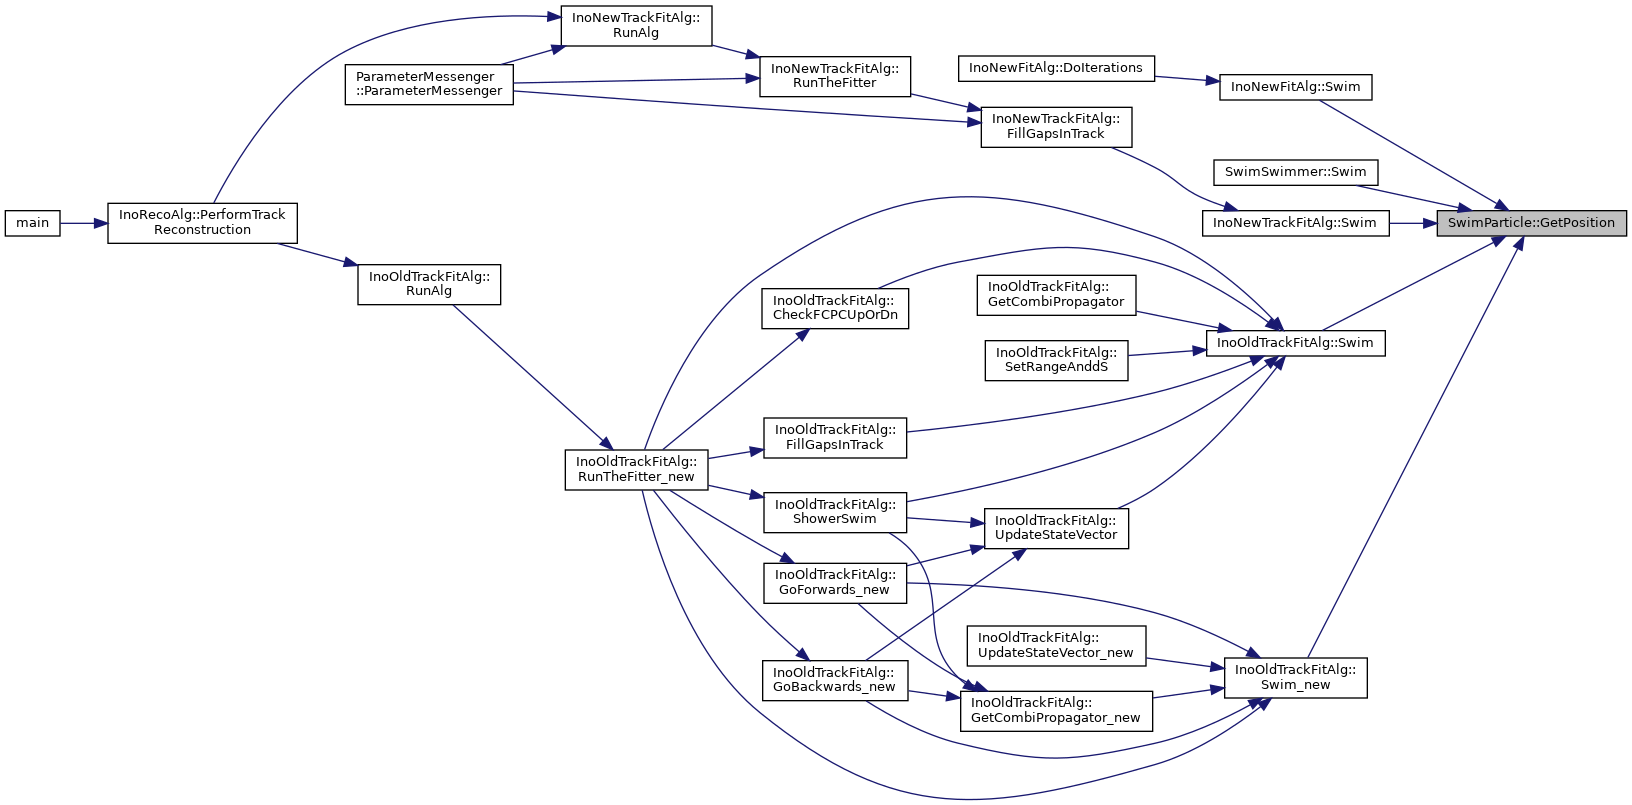 InoNewTrackFitAlg::
RunAlg
ParameterMessenger
::ParameterMessenger
InoNewTrackFitAlg::
RunTheFitter
InoNewFitAlg::DoIterations
InoNewFitAlg::Swim
InoNewTrackFitAlg::
FillGapsInTrack
SwimSwimmer::Swim
main
InoRecoAlg::PerformTrack
Reconstruction
InoNewTrackFitAlg::Swim
SwimParticle::GetPosition
InoOldTrackFitAlg::
RunAlg
InoOldTrackFitAlg::
CheckFCPCUpOrDn
InoOldTrackFitAlg::
GetCombiPropagator
InoOldTrackFitAlg::Swim
InoOldTrackFitAlg::
SetRangeAnddS
InoOldTrackFitAlg::
FillGapsInTrack
InoOldTrackFitAlg::
RunTheFitter_new
InoOldTrackFitAlg::
ShowerSwim
InoOldTrackFitAlg::
UpdateStateVector
InoOldTrackFitAlg::
GoForwards_new
InoOldTrackFitAlg::
UpdateStateVector_new
InoOldTrackFitAlg::
GoBackwards_new
InoOldTrackFitAlg::
Swim_new
InoOldTrackFitAlg::
GetCombiPropagator_new